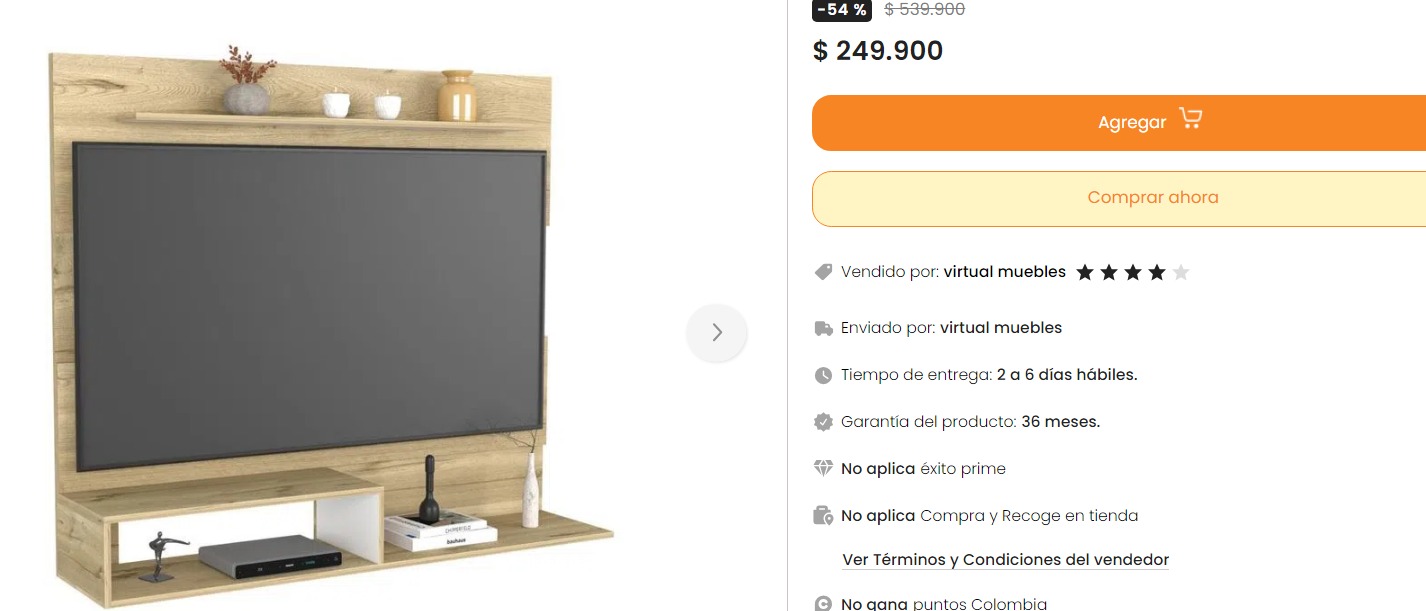 -54 %
$ 539.900
$ 249.900
Agregar
Comprar ahora
Vendido por: virtual muebles
Enviado por: virtual muebles
Tiempo de entrega: 2 a 6 días hábiles.
Garantía del producto: 36 meses.
No aplica éxito prime
No aplica Compra y Recoge en tienda
Ver Términos y Condiciones del vendedor
No gana puntos Colombia
bauhaus